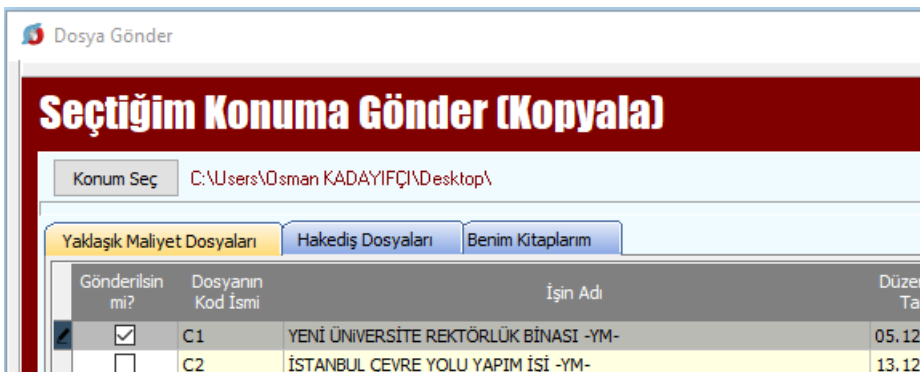 Dosya Gönder
Seçtiğim Konuma Gönder (Kopyala)
Konum Seç C:\Users\Osman KADAYIFÇI\Desktop\
Yaklaşık Maliyet Dosyaları Hakediş Dosyaları Benim Kitaplarım
Gönderilsin mi? Dosyanın Kod İsmi İşin Adı
C1 YENİ ÜNİVERSİTE REKTÖRLÜK BİNASI -YM- 05.12
C2 İSTANBUL ÇEVRE YOLU YAPIM İŞİ -YM- 13.12